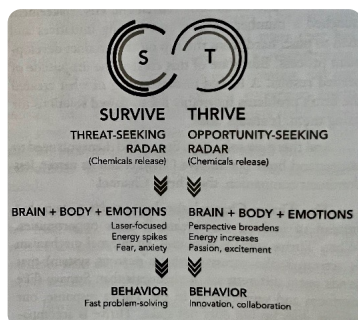 S T
SURVIVE THRIVE
THREAT-SEEKING OPPORTUNITY-SEEKING
RADAR RADAR
(Chemicals release) (Chemicals release)
BRAIN + BODY + EMOTIONS BRAIN + BODY + EMOTIONS
Laser-focused Perspective broadens
Energy spikes Energy increases
Fear, anxiety Passion, excitement
BEHAVIOR BEHAVIOR
Fast problem-solving Innovation, collaboration